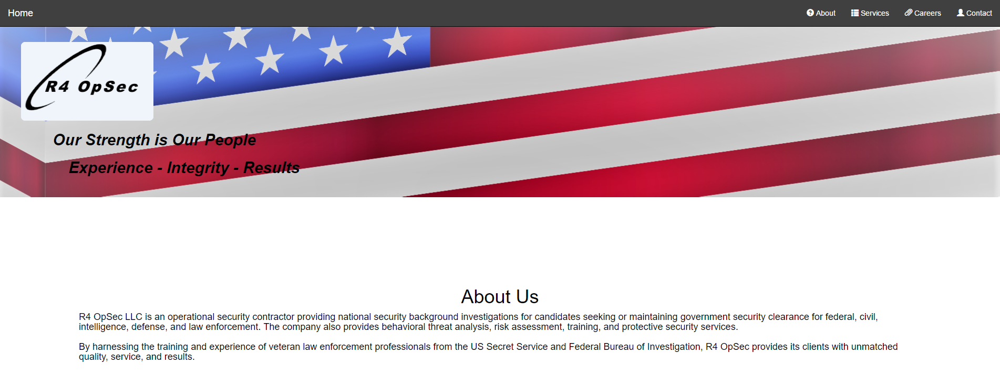 Home
About
Services
Careers
Contact
R4 OpSec
Our Strength is Our People
Experience - Integrity - Results
About Us
R4 OpSec LLC is an operational security contractor providing national security background investigations for candidates seeking or maintaining government security clearance for federal, civil,
intelligence, defense, and law enforcement. The company also provides behavioral threat analysis, risk assessment, training, and protective security services.
By harnessing the training and experience of veteran law enforcement professionals from the US Secret Service and Federal Bureau of Investigation, R4 OpSec provides its clients with unmatched
quality, service, and results.